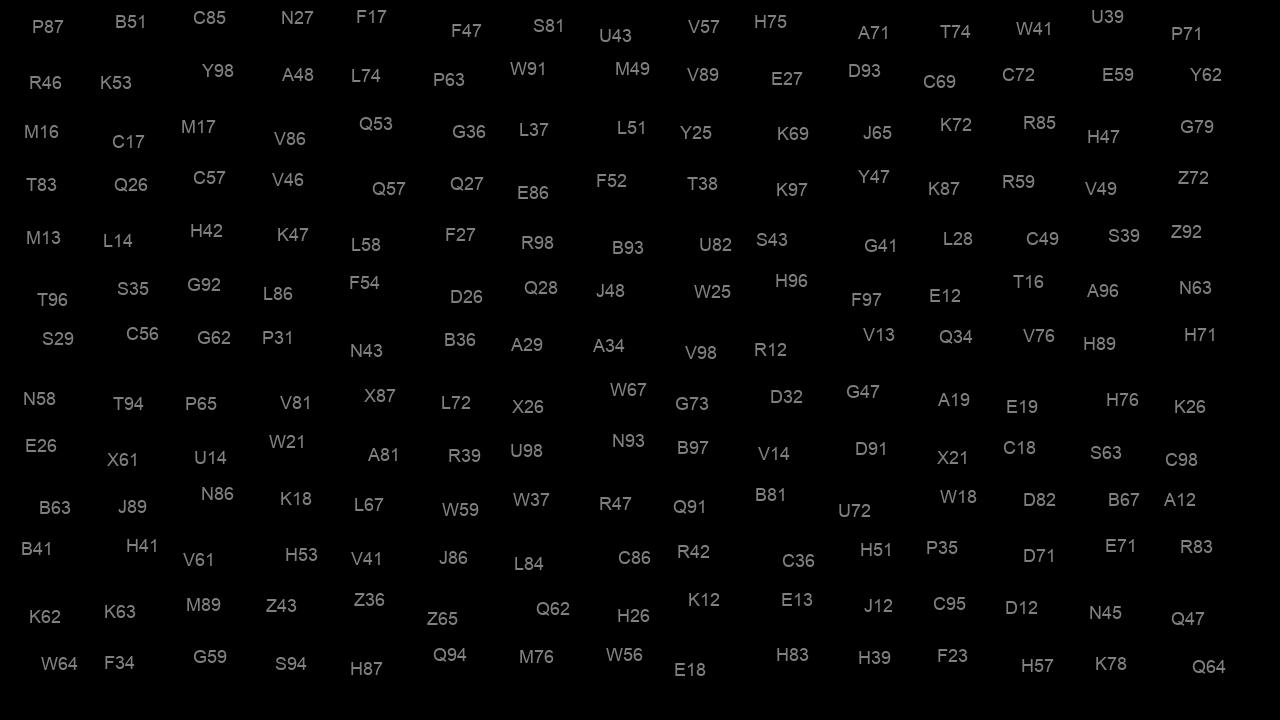 P87 B51 C85 N27 F17 F47 S81 U43 V57 H75 A71 T74 W41 U39 P71
R46 K53 Y98 A48 L74 P63 W91 M49 V89 E27 D93 C69 C72 E59 Y62
M16 C17 M17 V86 Q53 G36 L37 L51 Y25 K69 J65 K72 R85 H47 G79
T83 Q26 C57 V46 Q57 Q27 E86 F52 T38 K97 Y47 K87 R59 V49 Z72
M13 L14 H42 K47 L58 F27 R98 B93 U82 S43 G41 L28 C49 S39 Z92
T96 S35 G92 L86 F54 D26 Q28 J48 W25 H96 F97 E12 T16 A96 N63
S29 C56 G62 P31 N43 B36 A29 A34 V98 R12 V13 Q34 V76 H89 H71
N58 T94 P65 V81 X87 L72 X26 W67 G73 D32 G47 A19 E19 H76 K26
E26 X61 U14 W21 A81 R39 U98 N93 B97 V14 D91 X21 C18 S63 C98
B63 J89 N86 K18 L67 W59 W37 R47 Q91 B81 U72 W18 D82 B67 A12
B41 H41 V61 H53 V41 J86 L84 C86 R42 C36 H51 P35 D71 E71 R83
K62 K63 M89 Z43 Z36 Z65 Q62 H26 K12 E13 J12 C95 D12 N45 Q47
W64 F34 G59 S94 H87 Q94 M76 W56 E18 H83 H39 F23 H57 K78 Q64